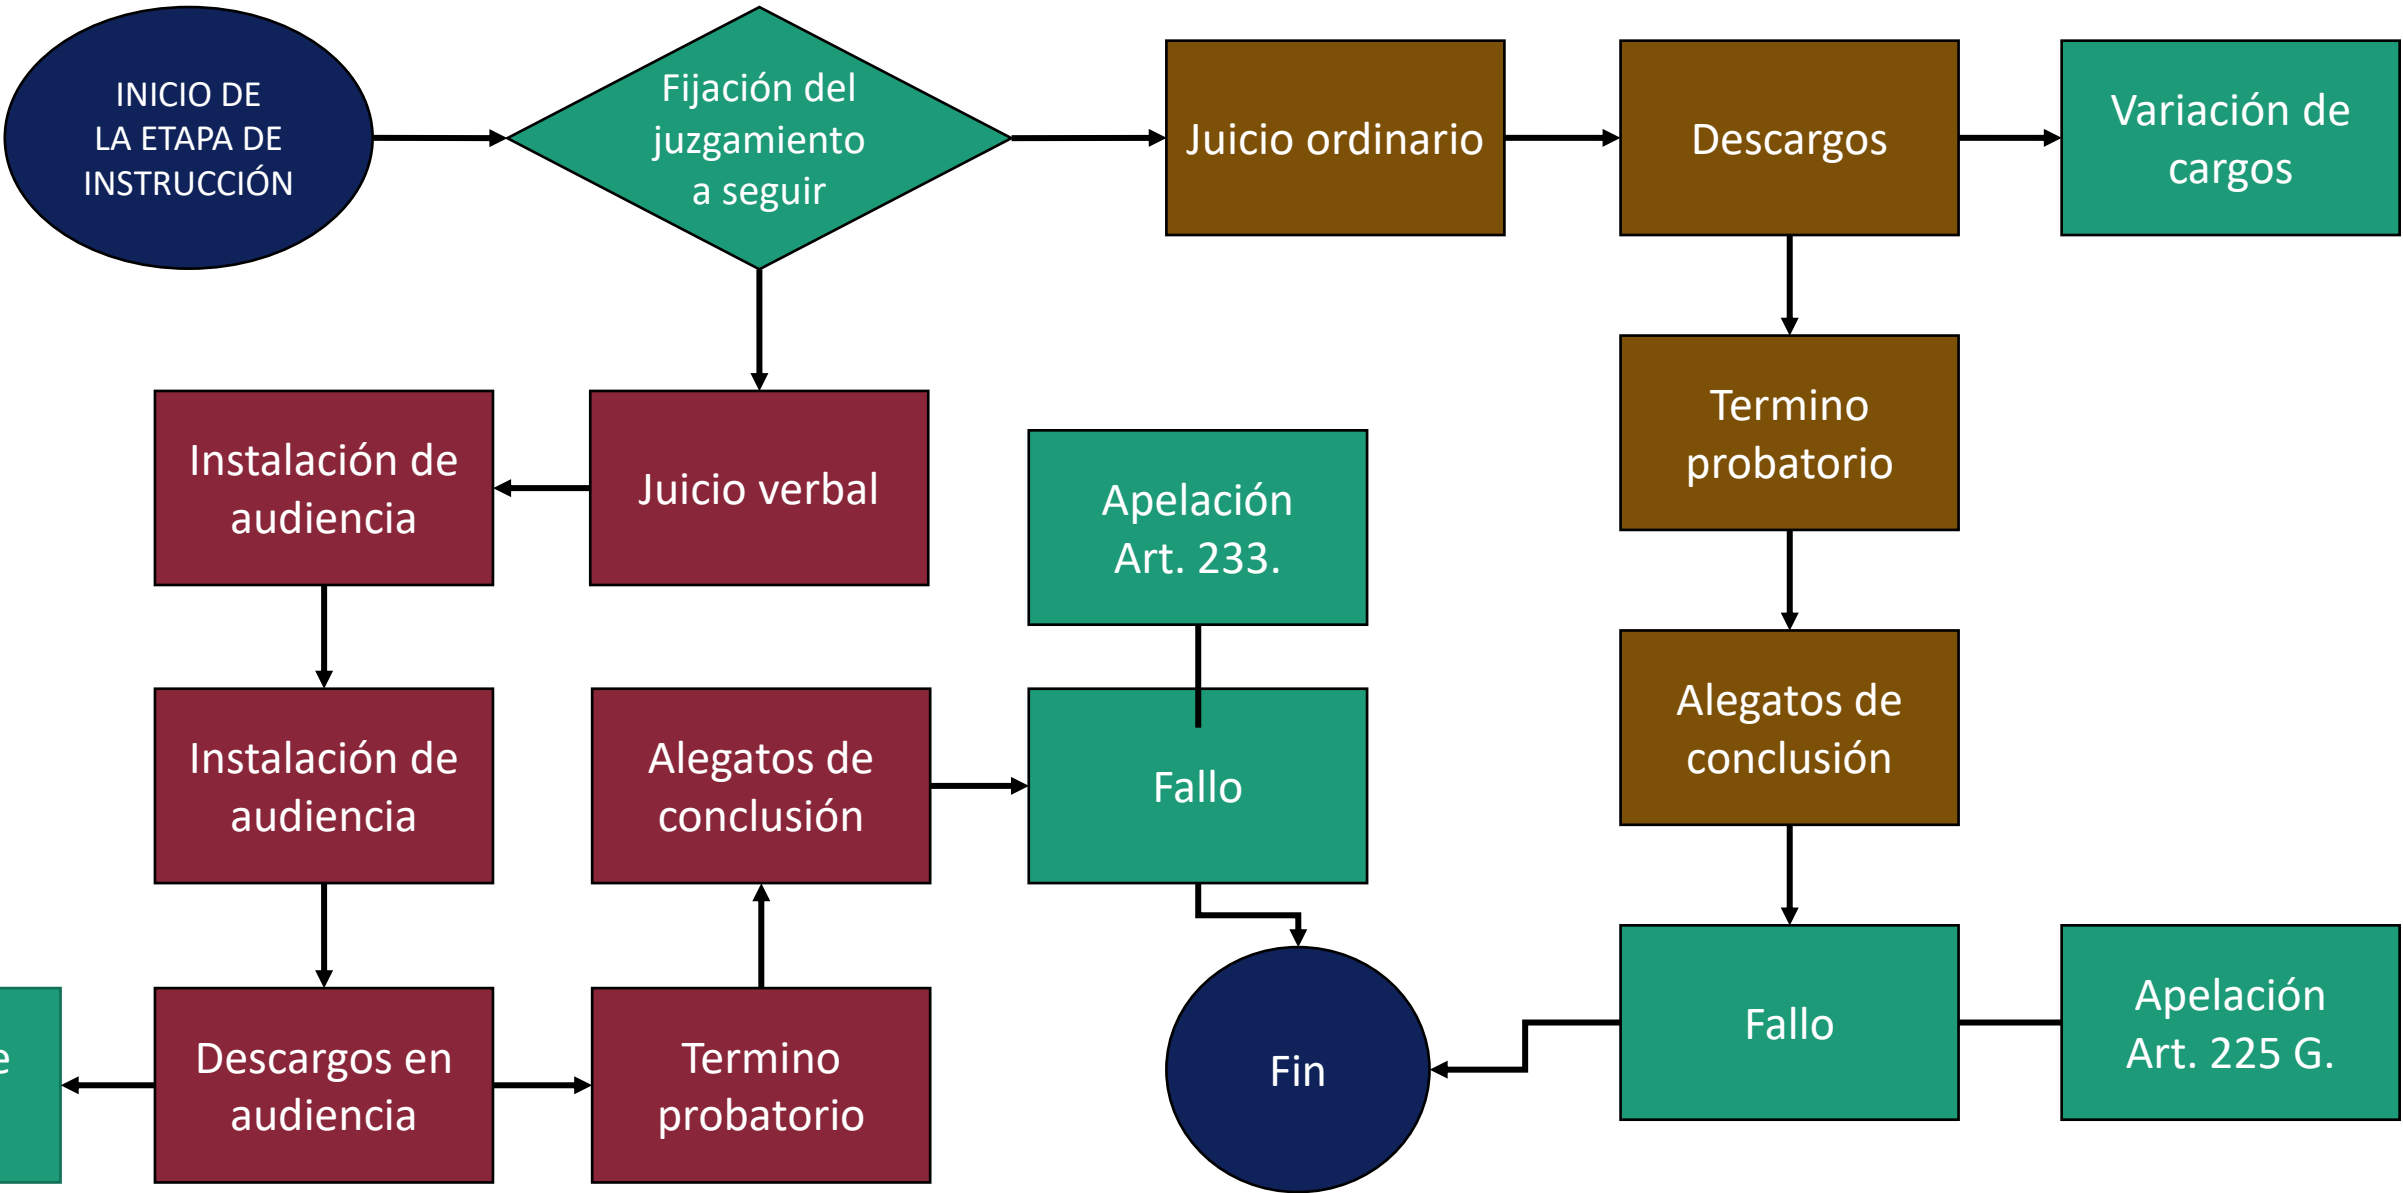 INICIO DE
LA ETAPA DE
INSTRUCCIÓN
Fijación del
juzgamiento
a seguir
Juicio ordinario
Descargos
Variación de
cargos
Termino
probatorio
Instalación de
audiencia
Juicio verbal
Apelación
Art. 233.
Alegatos de
conclusión
Instalación de
audiencia
Alegatos de
conclusión
Fallo
Descargos en
audiencia
Termino
probatorio
Fin
Fallo
Apelación
Art. 225 G.